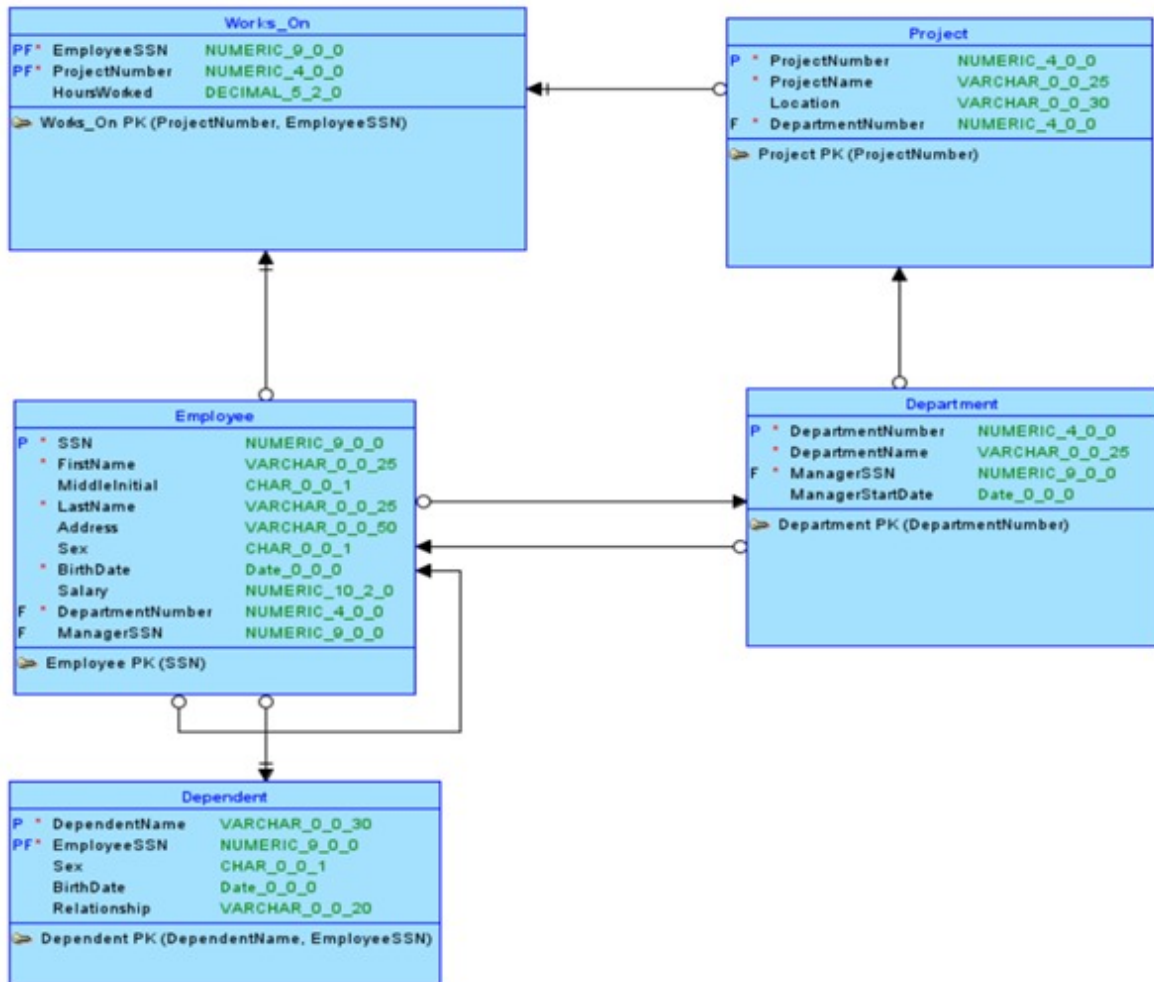 Works_On
PF* EmployeeSSN NUMERIC_9_0_0
PF* ProjectNumber NUMERIC_4_0_0
HoursWorked DECIMAL_5_2_0
Works_On PK (ProjectNumber, EmployeeSSN)
Project
P * ProjectNumber NUMERIC_4_0_0
* ProjectName VARCHAR_0_0_25
Location VARCHAR_0_0_30
F * DepartmentNumber NUMERIC_4_0_0
Project PK (ProjectNumber)
Employee
P * SSN NUMERIC_9_0_0
* FirstName VARCHAR_0_0_25
MiddleInitial CHAR_0_0_1
* LastName VARCHAR_0_0_25
Address VARCHAR_0_0_50
Sex CHAR_0_0_1
* BirthDate Date_0_0_0
Salary NUMERIC_10_2_0
F * DepartmentNumber NUMERIC_4_0_0
F ManagerSSN NUMERIC_9_0_0
Employee PK (SSN)
Department
P * DepartmentNumber NUMERIC_4_0_0
* DepartmentName VARCHAR_0_0_25
F * ManagerSSN NUMERIC_9_0_0
ManagerStartDate Date_0_0_0
Department PK (DepartmentNumber)
Dependent
P * DependentName VARCHAR_0_0_30
PF* EmployeeSSN NUMERIC_9_0_0
Sex CHAR_0_0_1
BirthDate Date_0_0_0
Relationship VARCHAR_0_0_20
Dependent PK (DependentName, EmployeeSSN)